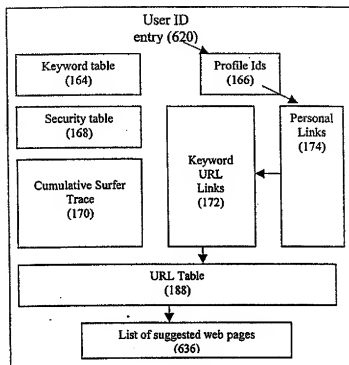 User ID
entry (620)
Keyword table
(164)
Profile Ids
(166)
Security table
(168)
Personal
Links
(174)
Keyword
URL
Links
(172)
Cumulative Surfer
Trace
(170)
URL Table
(188)
List of suggested web pages
(636)